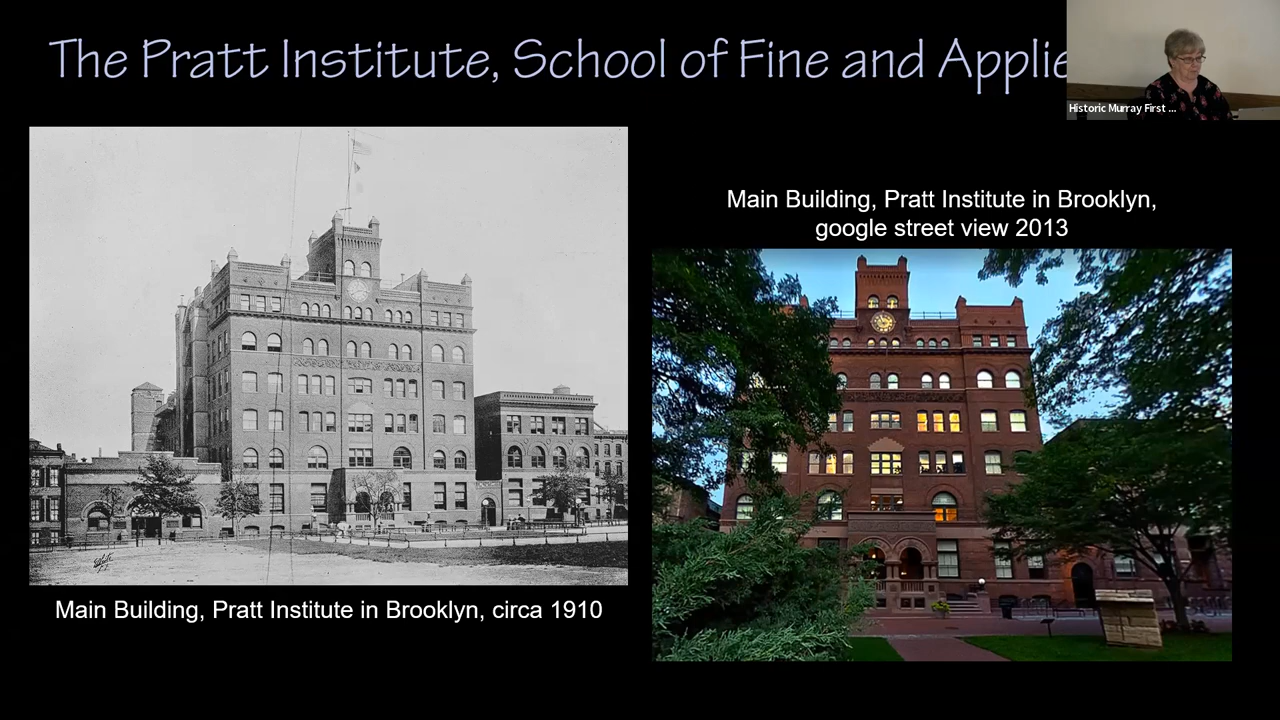 The Pratt Institute, School of Fine and Applie
Historic Murray First ...
Main Building, Pratt Institute in Brooklyn,
google street view 2013
Main Building, Pratt Institute in Brooklyn, circa 1910